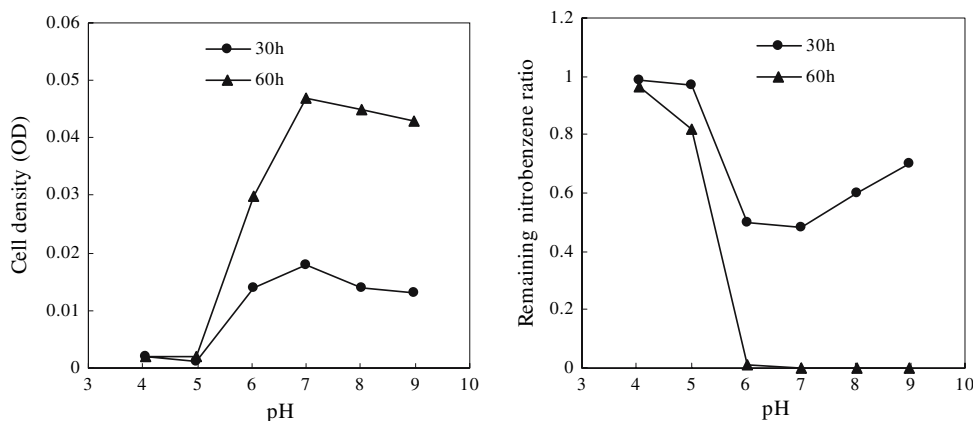 0.06
0.05
0.04
0.03
0.02
0.01
0
Cell density (OD)
30h
60h
3 4 5 6 7 8 9 10
pH
1.2
1
0.8
0.6
0.4
0.2
0
Remaining nitrobenzene ratio
30h
60h
3 4 5 6 7 8 9 10
pH